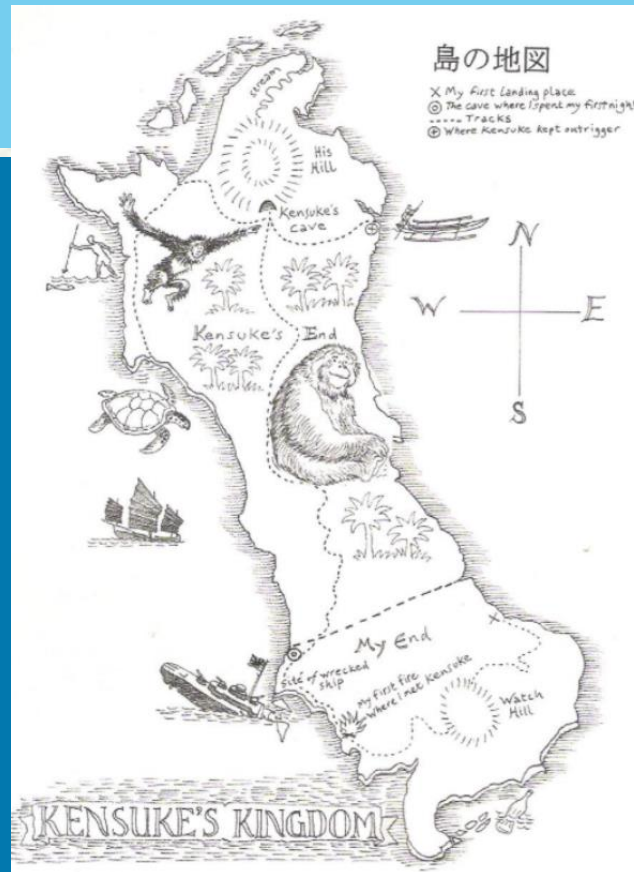 島の地図
X My first landing place
The cave where I spent my first night
Tracks
Where Kensuke kept outrigger
stream
His
Hill
Kensuke's
cave
N
W
E
S
Kensuke's End
My End
X
Site of wrecked
ship
My first fire
where I met Kensuke
Watch
Hill
KENSUKE'S KINGDOM